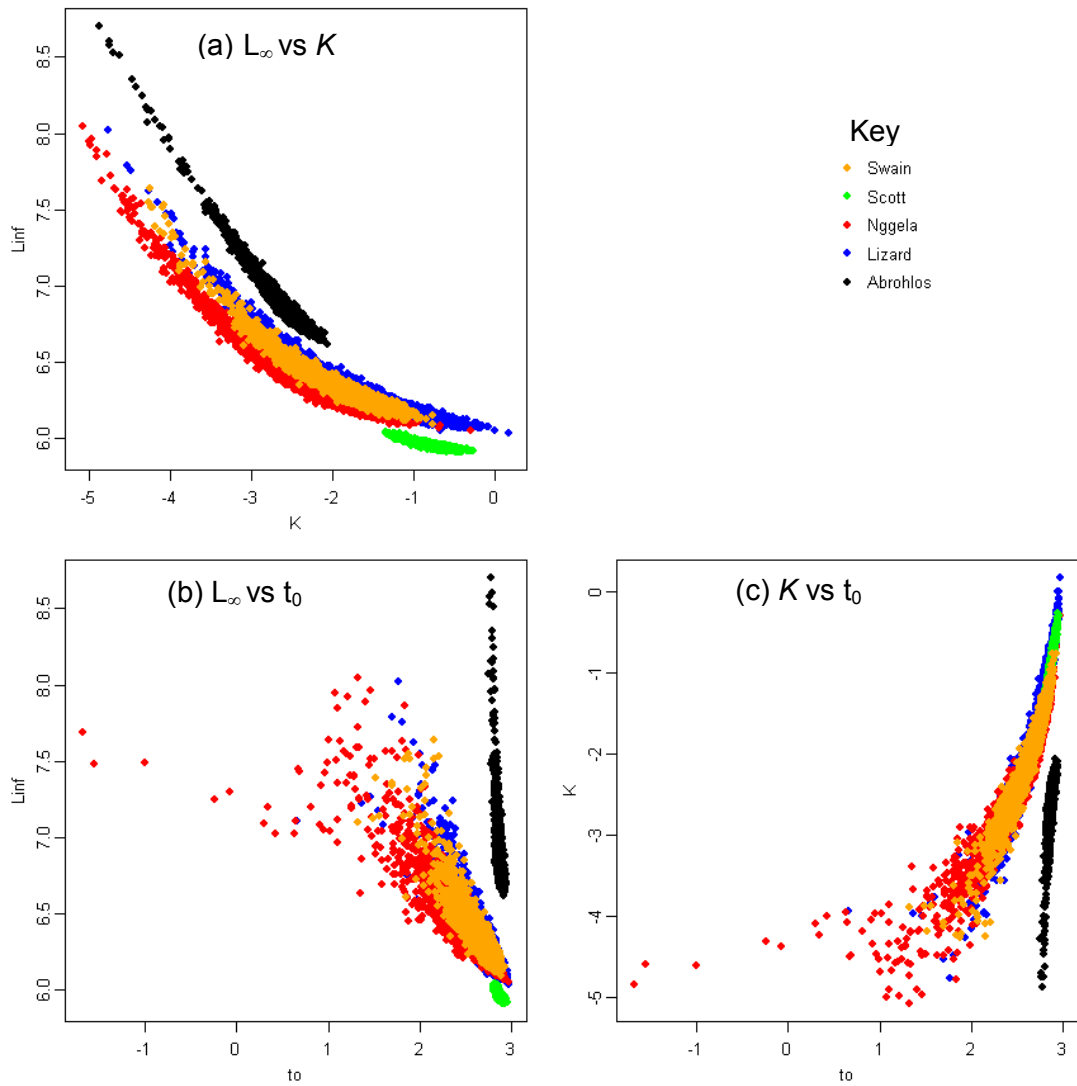 (a) L∞ vs K
Linf
8.5
8.0
7.5
7.0
6.5
6.0
-5 -4 -3 -2 -1 0
K
Key
Swain
Scott
Nggela
Lizard
Abrohlos
(b) L∞ vs t₀
Linf
8.5
8.0
7.5
7.0
6.5
6.0
-1 0 1 2 3
to
(c) K vs t₀
K
0
-1
-2
-3
-4
-5
-1 0 1 2 3
to